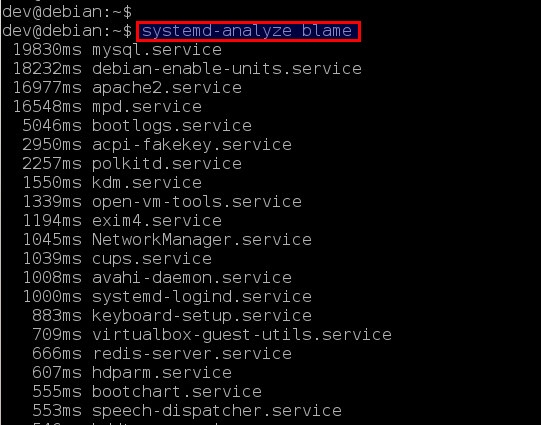 dev@debian:~$
dev@debian:~$ systemd-analyze blame
19830ms mysql.service
18232ms debian-enable-units.service
16977ms apache2.service
16548ms mpd.service
5046ms bootlogs.service
2950ms acpi-fakekey.service
2257ms polkitd.service
1550ms kdm.service
1339ms open-vm-tools.service
1194ms exim4.service
1045ms NetworkManager.service
1039ms cups.service
1008ms avahi-daemon.service
1000ms systemd-logind.service
883ms keyboard-setup.service
709ms virtualbox-guest-utils.service
666ms redis-server.service
607ms hdparm.service
555ms bootchart.service
553ms speech-dispatcher.service